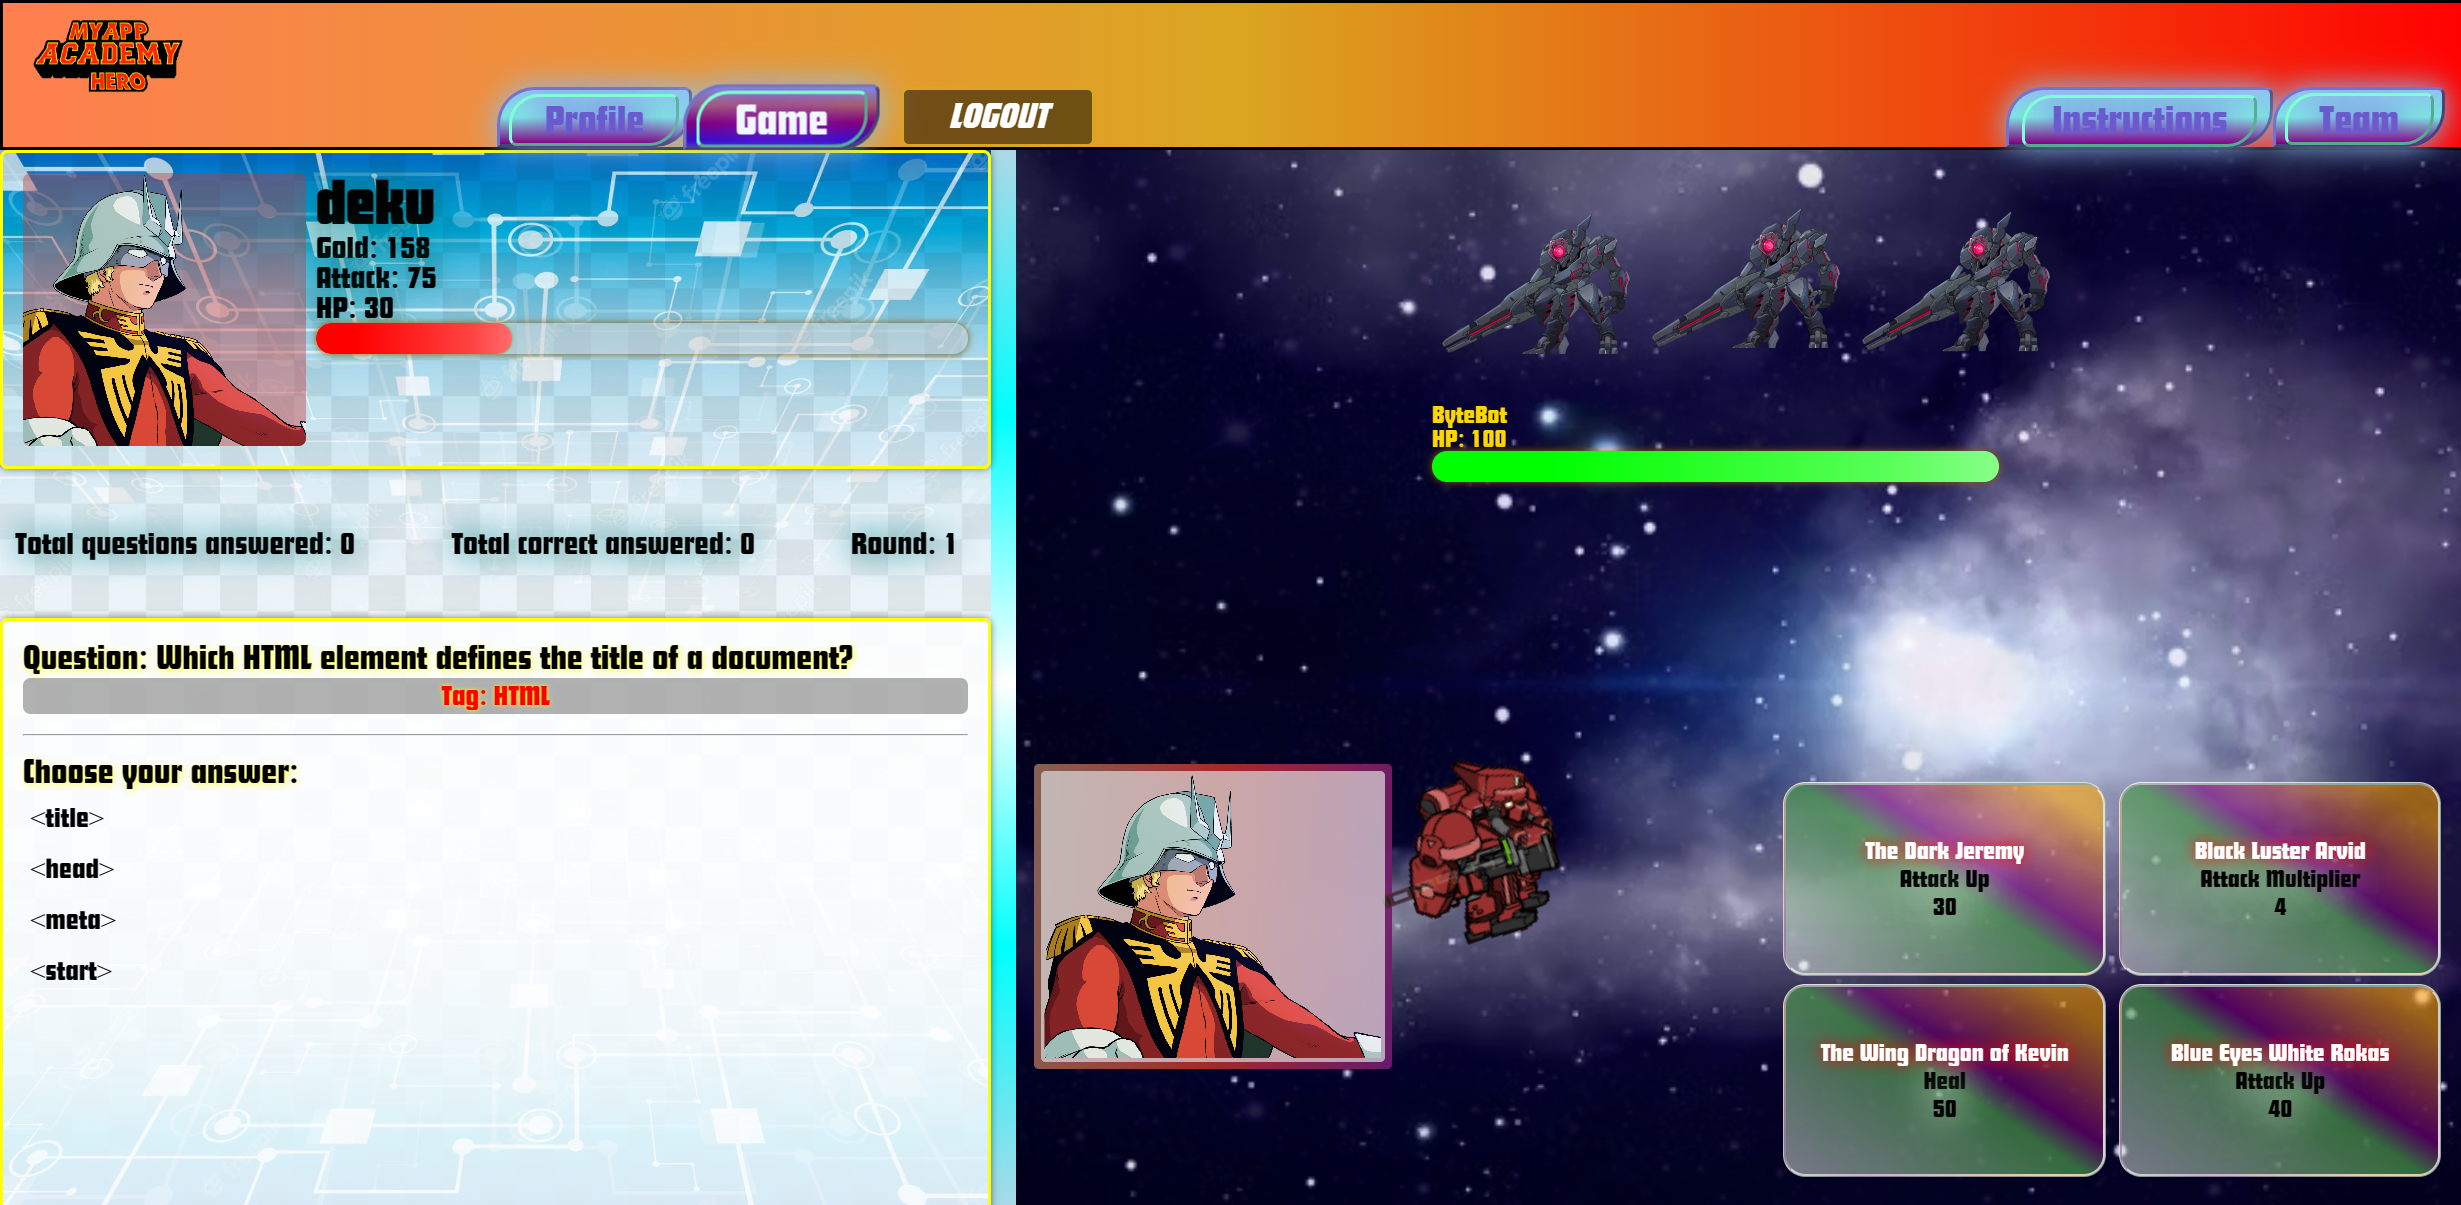 MY APP
ACADEMY
HERO
Profile
Game
LOGOUT
Instructions
Team
deku
Gold: 158
Attack: 75
HP: 30
Total questions answered: 0
Total correct answered: 0
Round: 1
Question: Which HTML element defines the title of a document?
Tag: HTML
Choose your answer:
<title>
<head>
<meta>
<start>
ByteBot
HP: 100
The Dark Jeremy
Attack Up
30
Black Luster Arvid
Attack Multiplier
4
The Wing Dragon of Kevin
Heal
50
Blue Eyes White Rokas
Attack Up
40
freepik